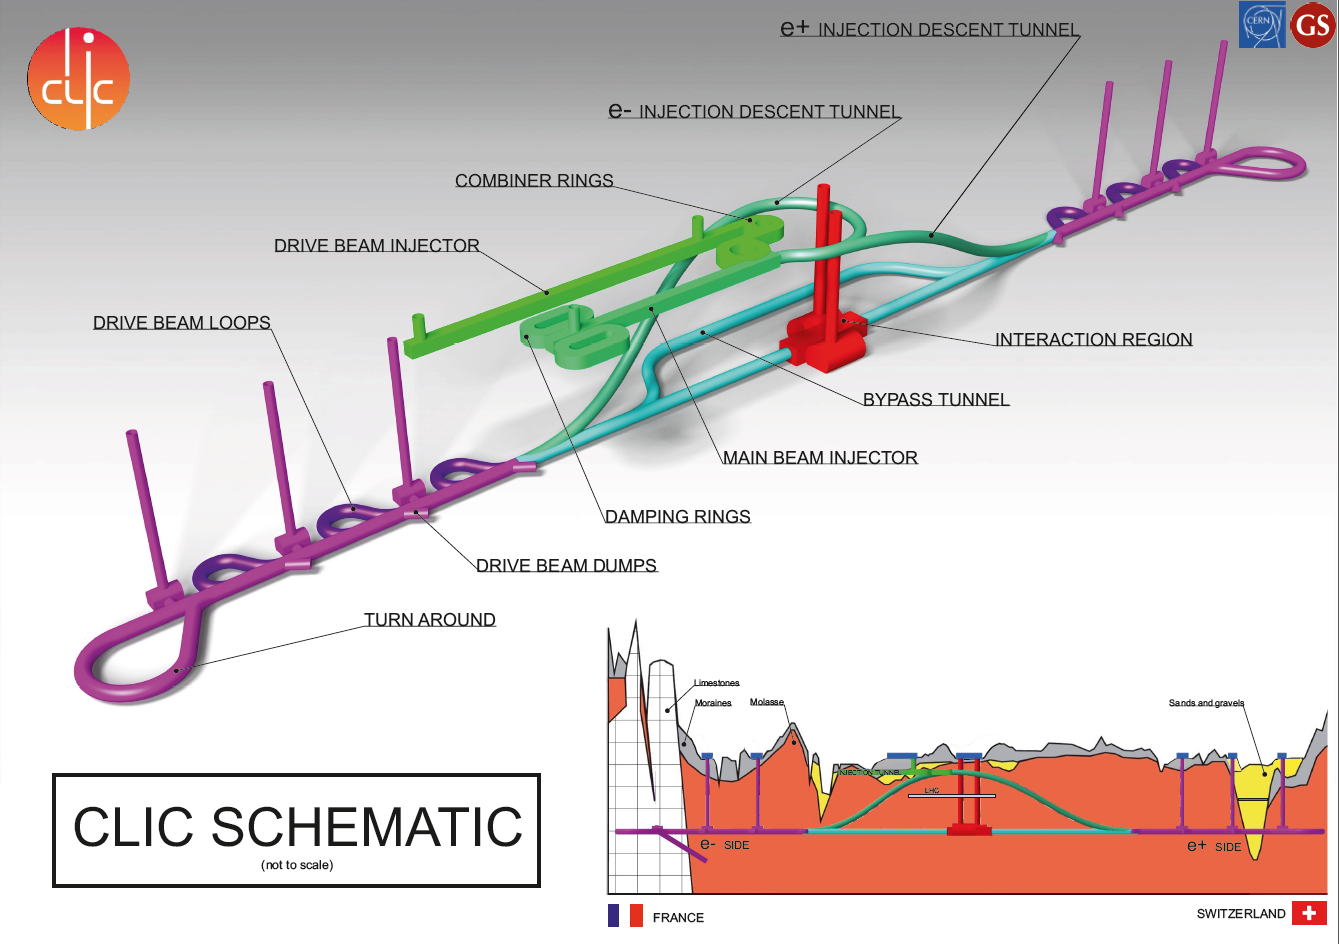 clic
CERN
GS
e+ INJECTION DESCENT TUNNEL
e- INJECTION DESCENT TUNNEL
COMBINER RINGS
DRIVE BEAM INJECTOR
DRIVE BEAM LOOPS
INTERACTION REGION
BYPASS TUNNEL
MAIN BEAM INJECTOR
DAMPING RINGS
DRIVE BEAM DUMPS
TURN AROUND
CLIC SCHEMATIC
(not to scale)
Limestones
Moraines
Molasse
Sands and gravels
INJECTION TUNNEL
LHC
e- SIDE
e+ SIDE
FRANCE
SWITZERLAND